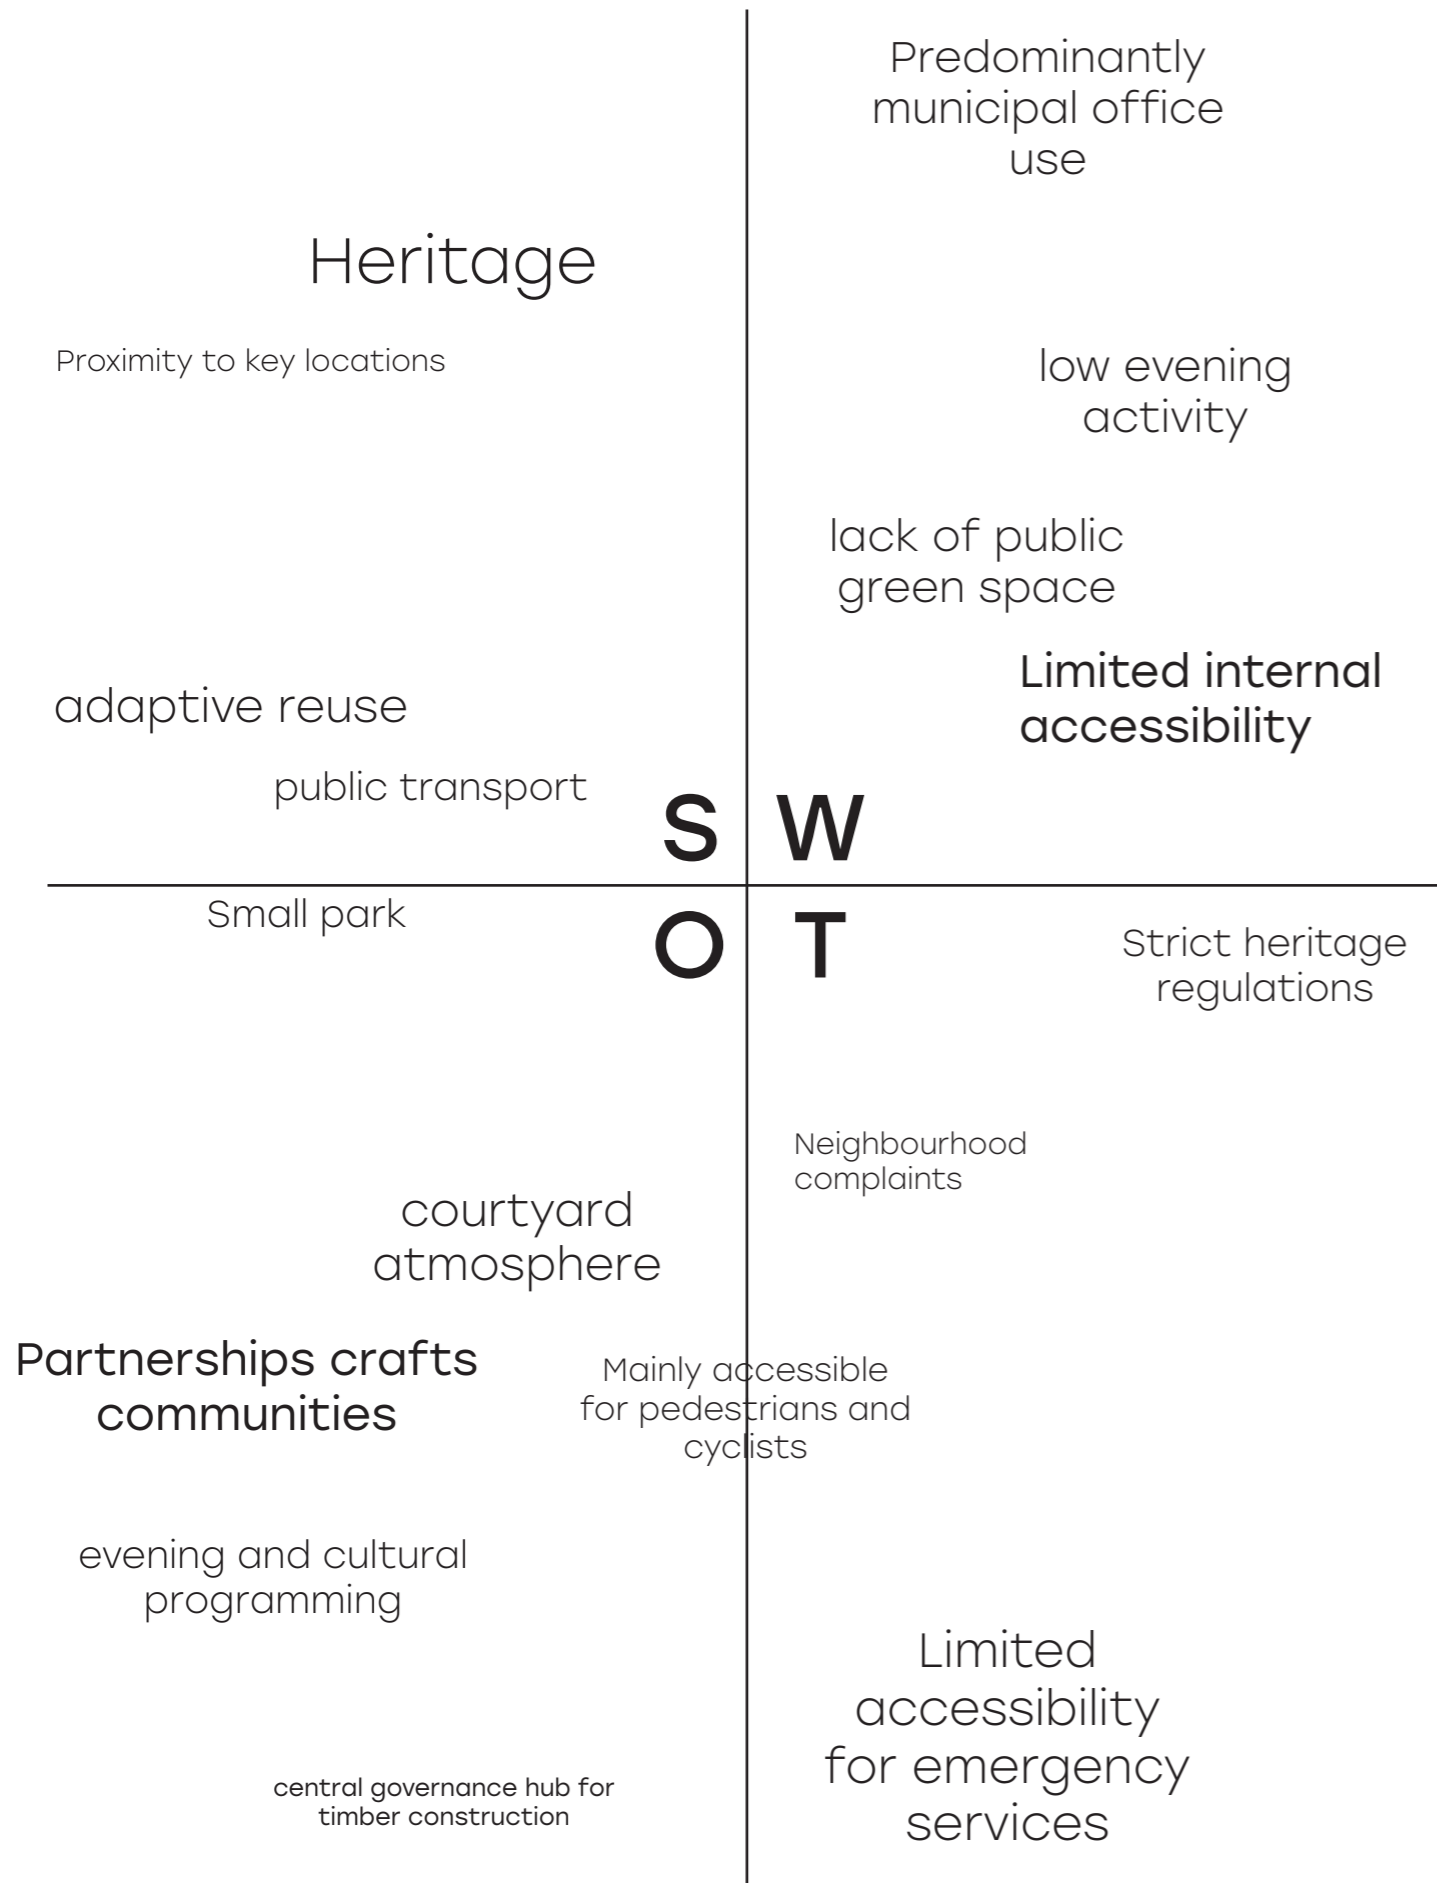 Heritage
Proximity to key locations
adaptive reuse
public transport
S
Predominantly
municipal office
use
low evening
activity
lack of public
green space
Limited internal
accessibility
W
Small park
O
courtyard
atmosphere
Partnerships crafts
communities
Mainly accessible
for pedestrians and
cyclists
evening and cultural
programming
central governance hub for
timber construction
T
Strict heritage
regulations
Neighbourhood
complaints
Limited
accessibility
for emergency
services